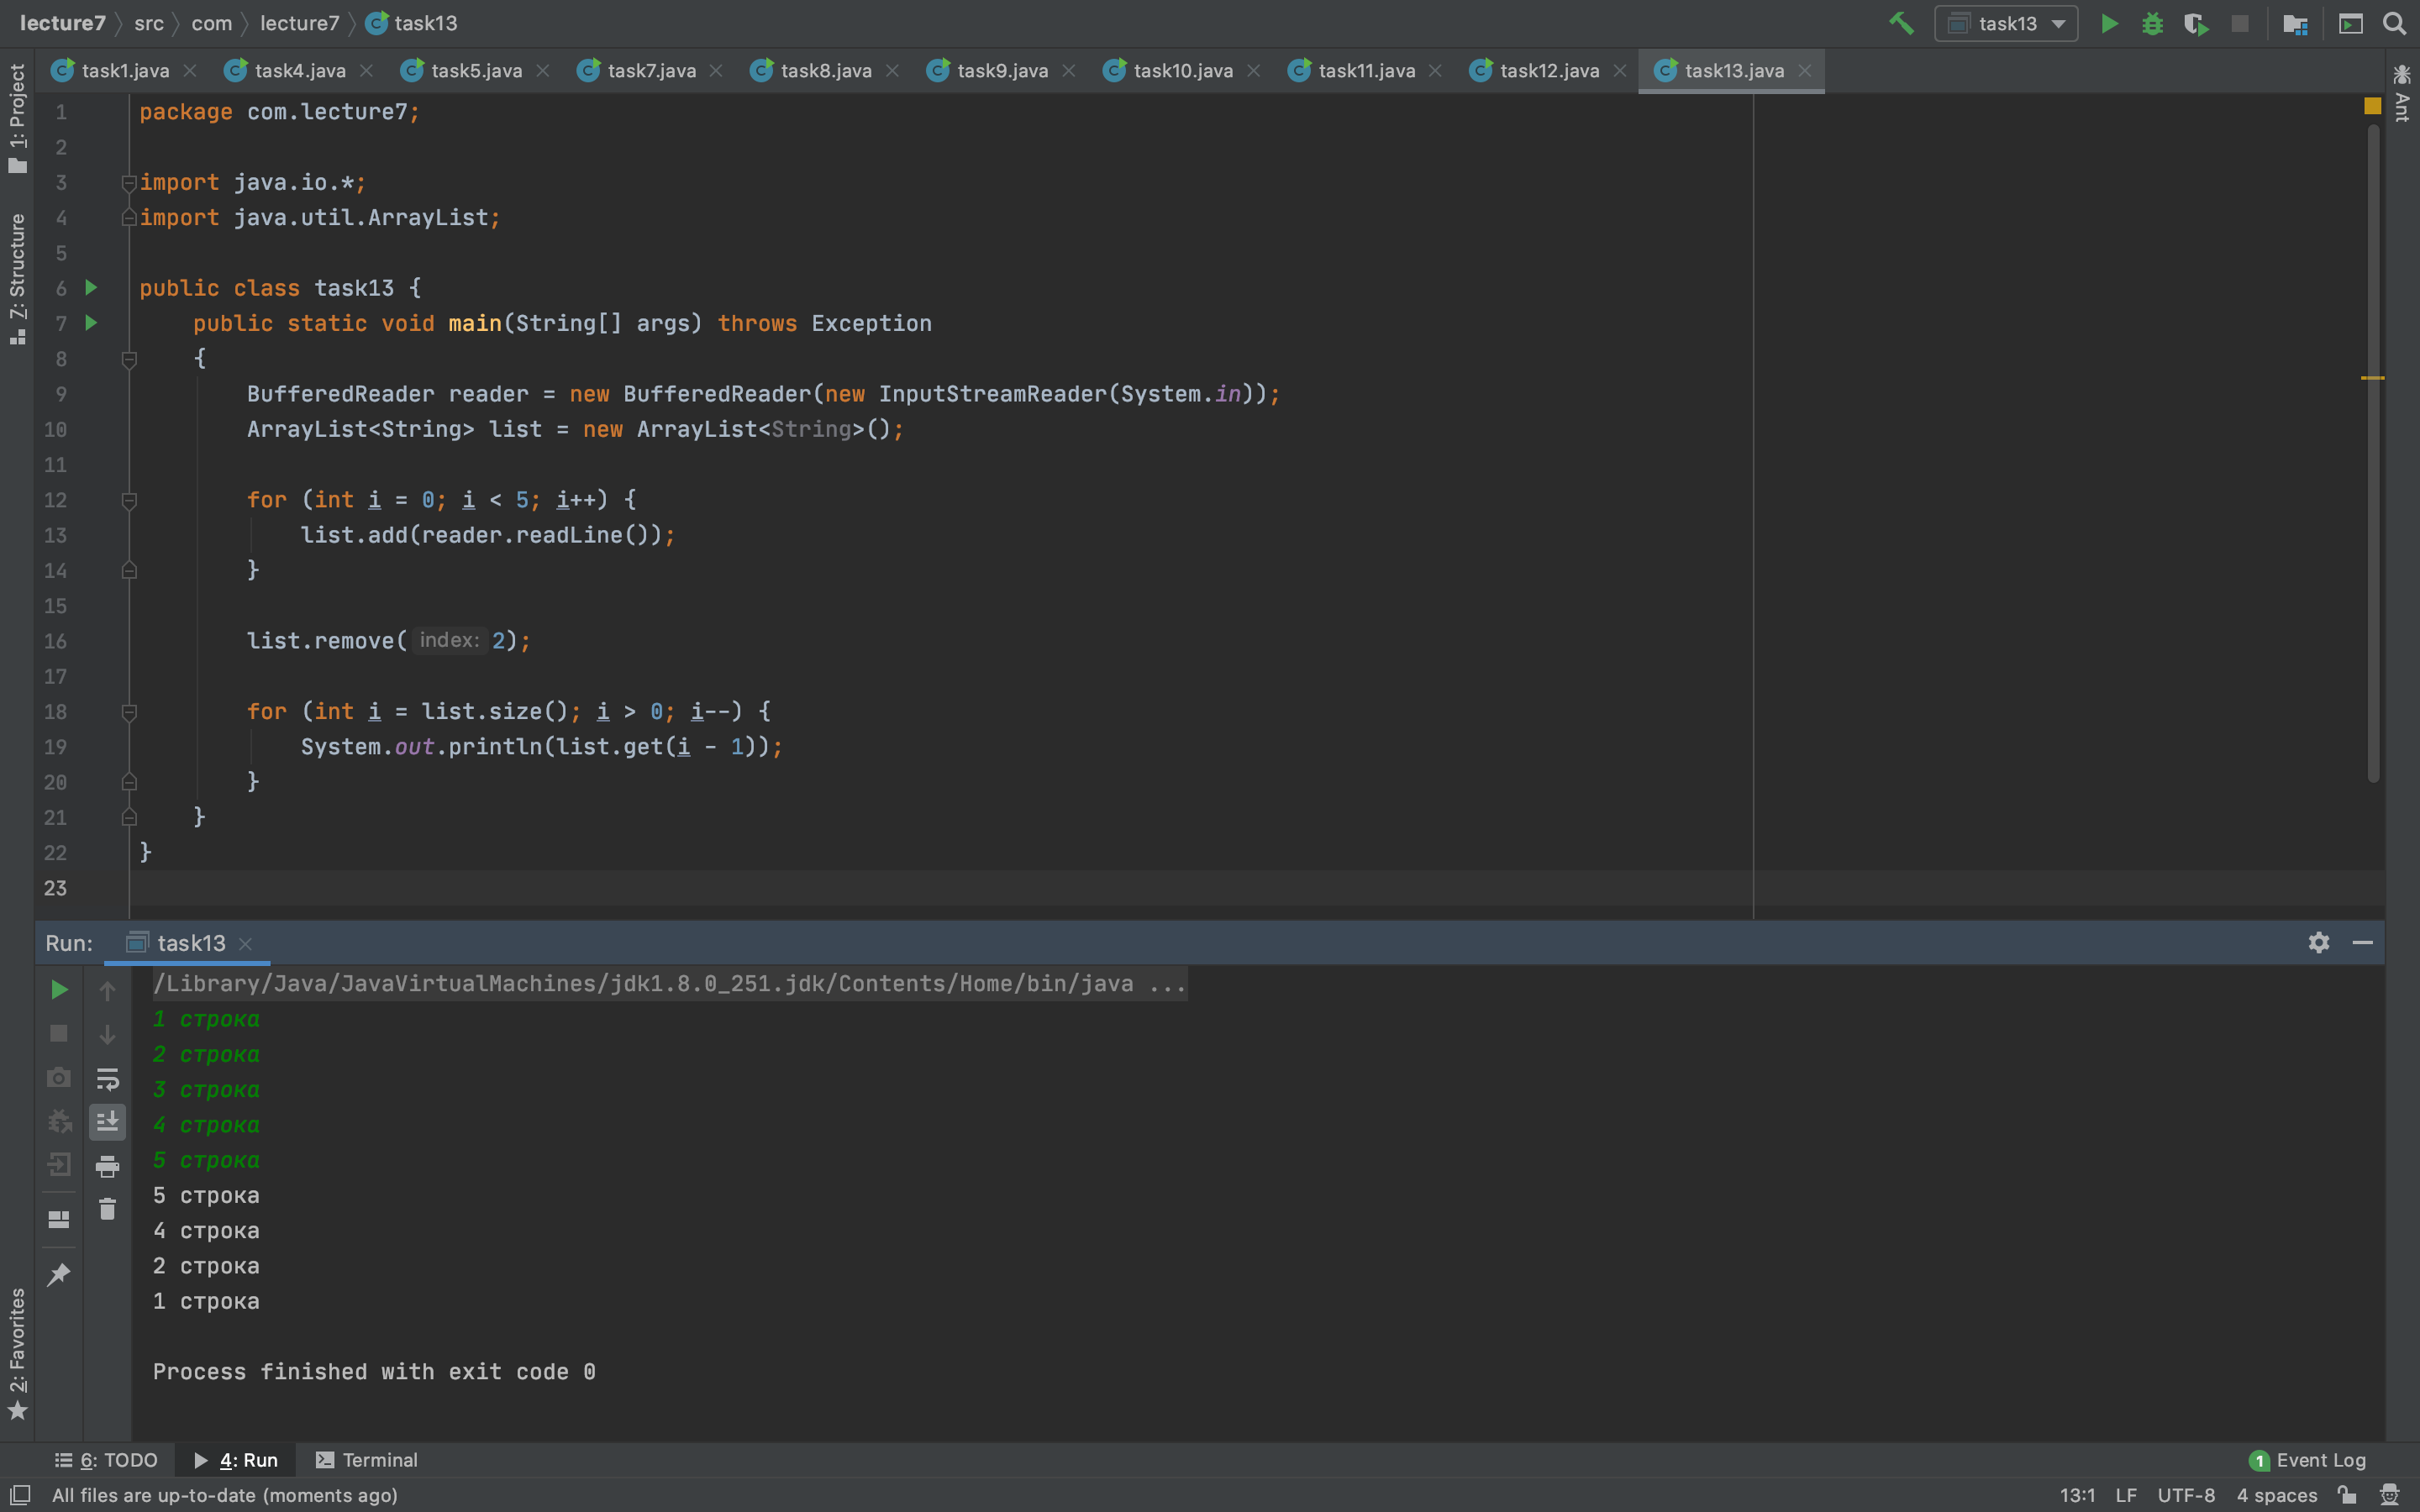 lecture7 src com lecture7 task13 task13
task1.java task4.java task5.java task7.java task8.java task9.java task10.java task11.java task12.java task13.java
1: Project
7: Structure
2: Favorites
Ant
1 package com.lecture7;
2
3 import java.io.*;
4 import java.util.ArrayList;
5
6 public class task13 {
7     public static void main(String[] args) throws Exception
8     {
9         BufferedReader reader = new BufferedReader(new InputStreamReader(System.in));
10         ArrayList<String> list = new ArrayList<String>();
11
12         for (int i = 0; i < 5; i++) {
13             list.add(reader.readLine());
14         }
15
16         list.remove( index: 2);
17
18         for (int i = list.size(); i > 0; i--) {
19             System.out.println(list.get(i - 1));
20         }
21     }
22 }
23
Run: task13
/Library/Java/JavaVirtualMachines/jdk1.8.0_251.jdk/Contents/Home/bin/java ...
1 строка
2 строка
3 строка
4 строка
5 строка
5 строка
4 строка
2 строка
1 строка
Process finished with exit code 0
6: TODO 4: Run Terminal 1 Event Log
All files are up-to-date (moments ago) 13:1 LF UTF-8 4 spaces